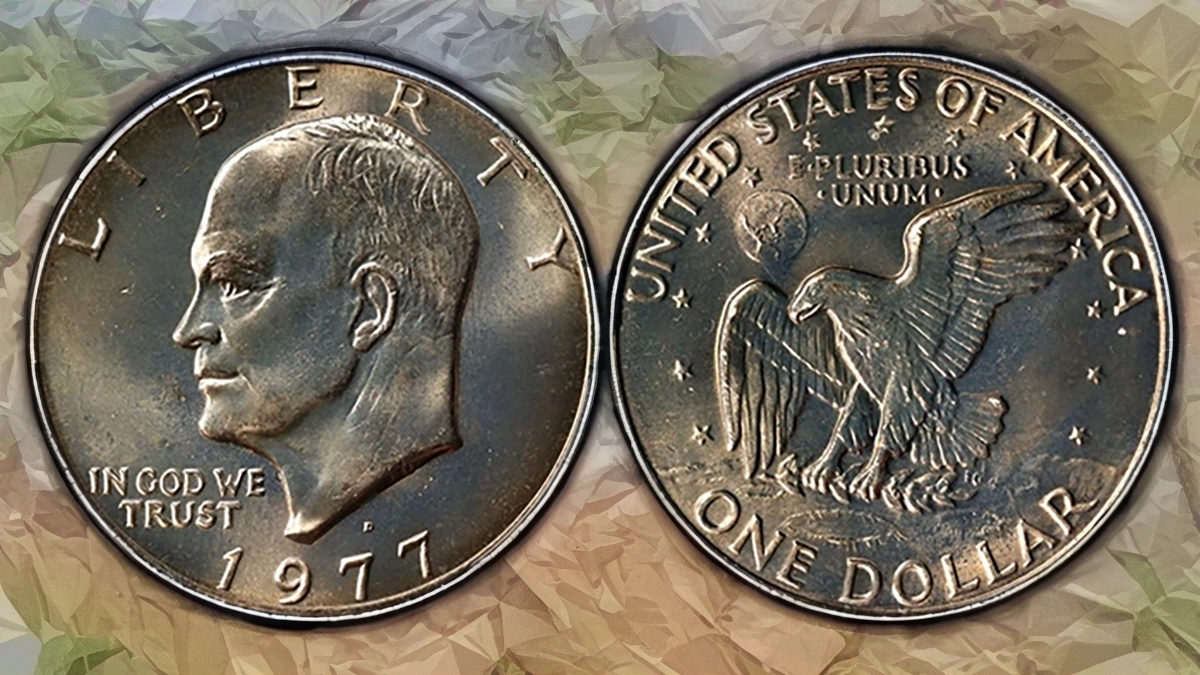 LIBERTY
IN GOD WE
TRUST
D
1977
UNITED STATES OF AMERICA
E·PLURIBUS
·UNUM·
ONE DOLLAR